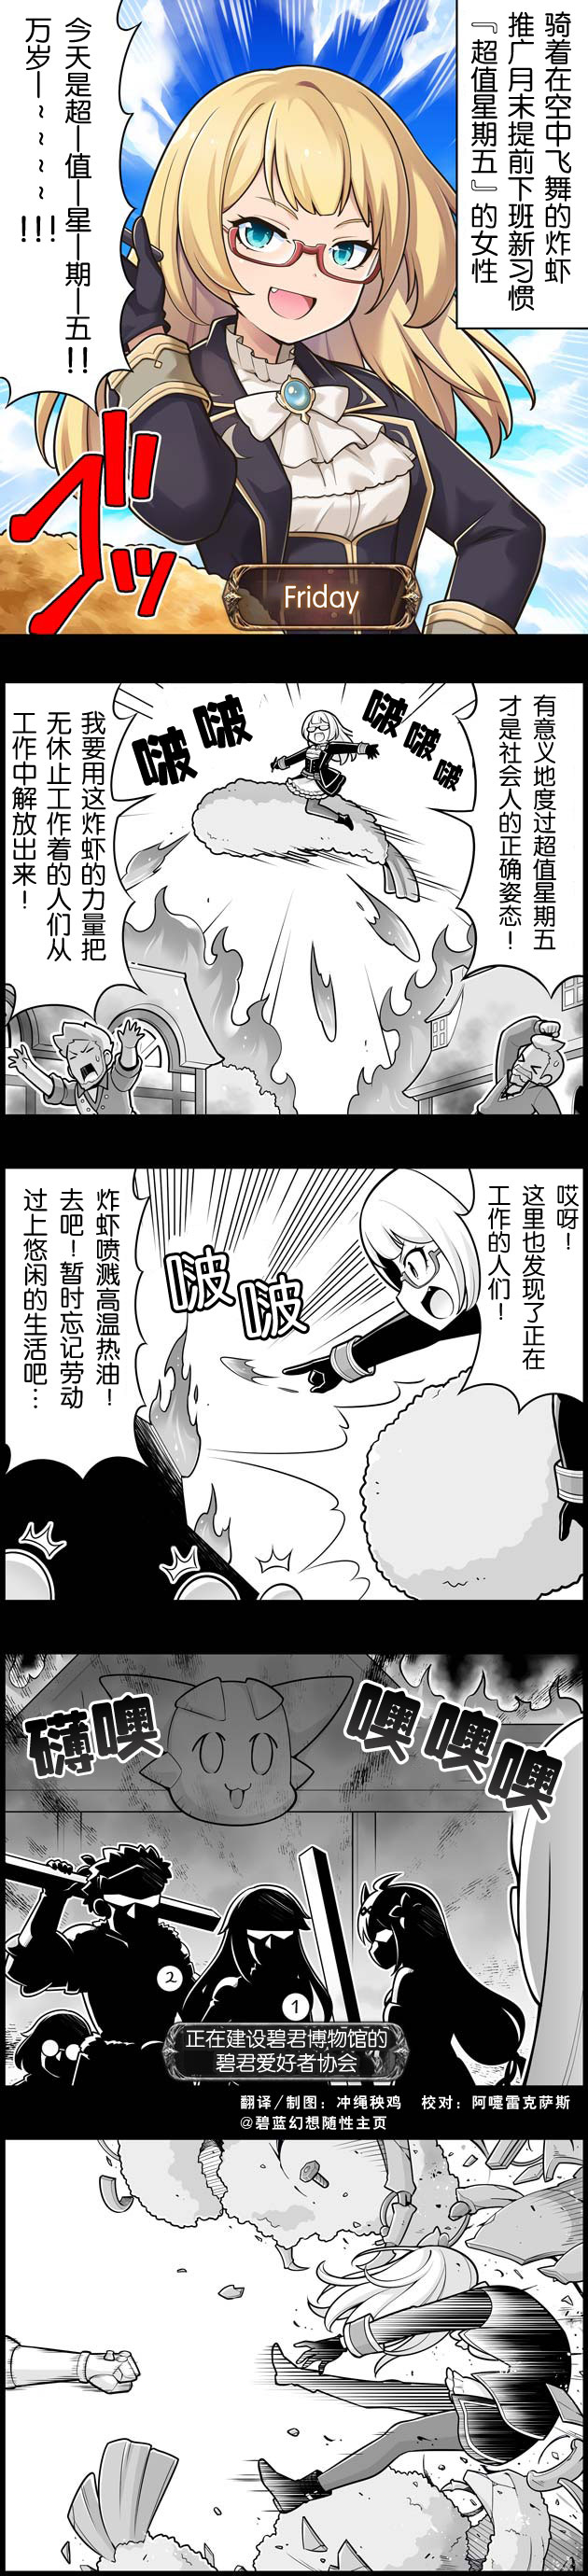 骑着在空中飞舞的炸虾
推广月末提前下班新习惯
『超值星期五』的女性
今天是超—值—星—期—五!!
万岁—~~~~!!!
ブッ
Friday
有意义地度过超值星期五
才是社会人的正确姿态！
啵啵啵
啵啵
我要用这炸虾的力量把
无休止工作着的人们从
工作中解放出来！
哎呀！
这里也发现了正在
工作的人们！
啵啵
炸虾喷溅高温热油！
去吧！暂时忘记劳动
过上悠闲的生活吧…
噢噢噢
礴噢
②
①
正在建设碧君博物馆的
碧君爱好者协会
翻译/制图：冲绳秧鸡 校对：阿嚏雷克萨斯
@碧蓝幻想随性主页